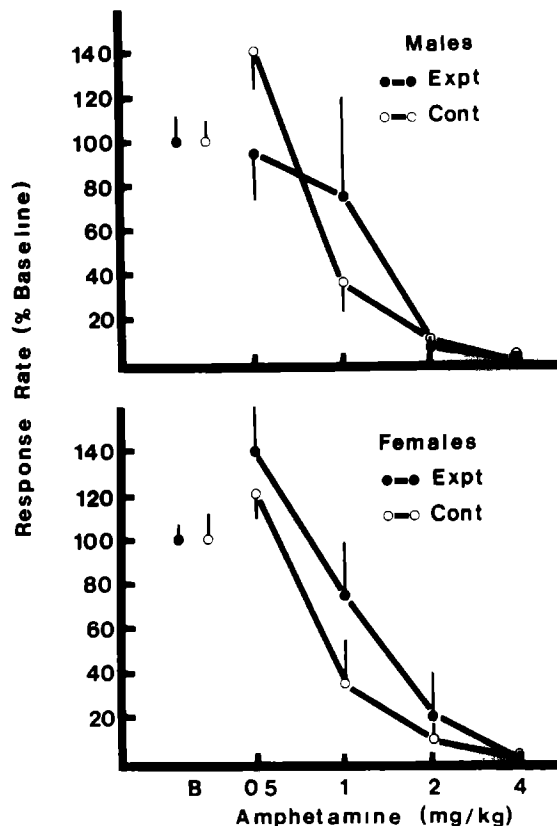 Response Rate (% Baseline)
140
120
100
80
60
40
20
Males
Expt
Cont
140
120
100
80
60
40
20
Females
Expt
Cont
B 0 5 1 2 4
Amphetamine (mg/kg)